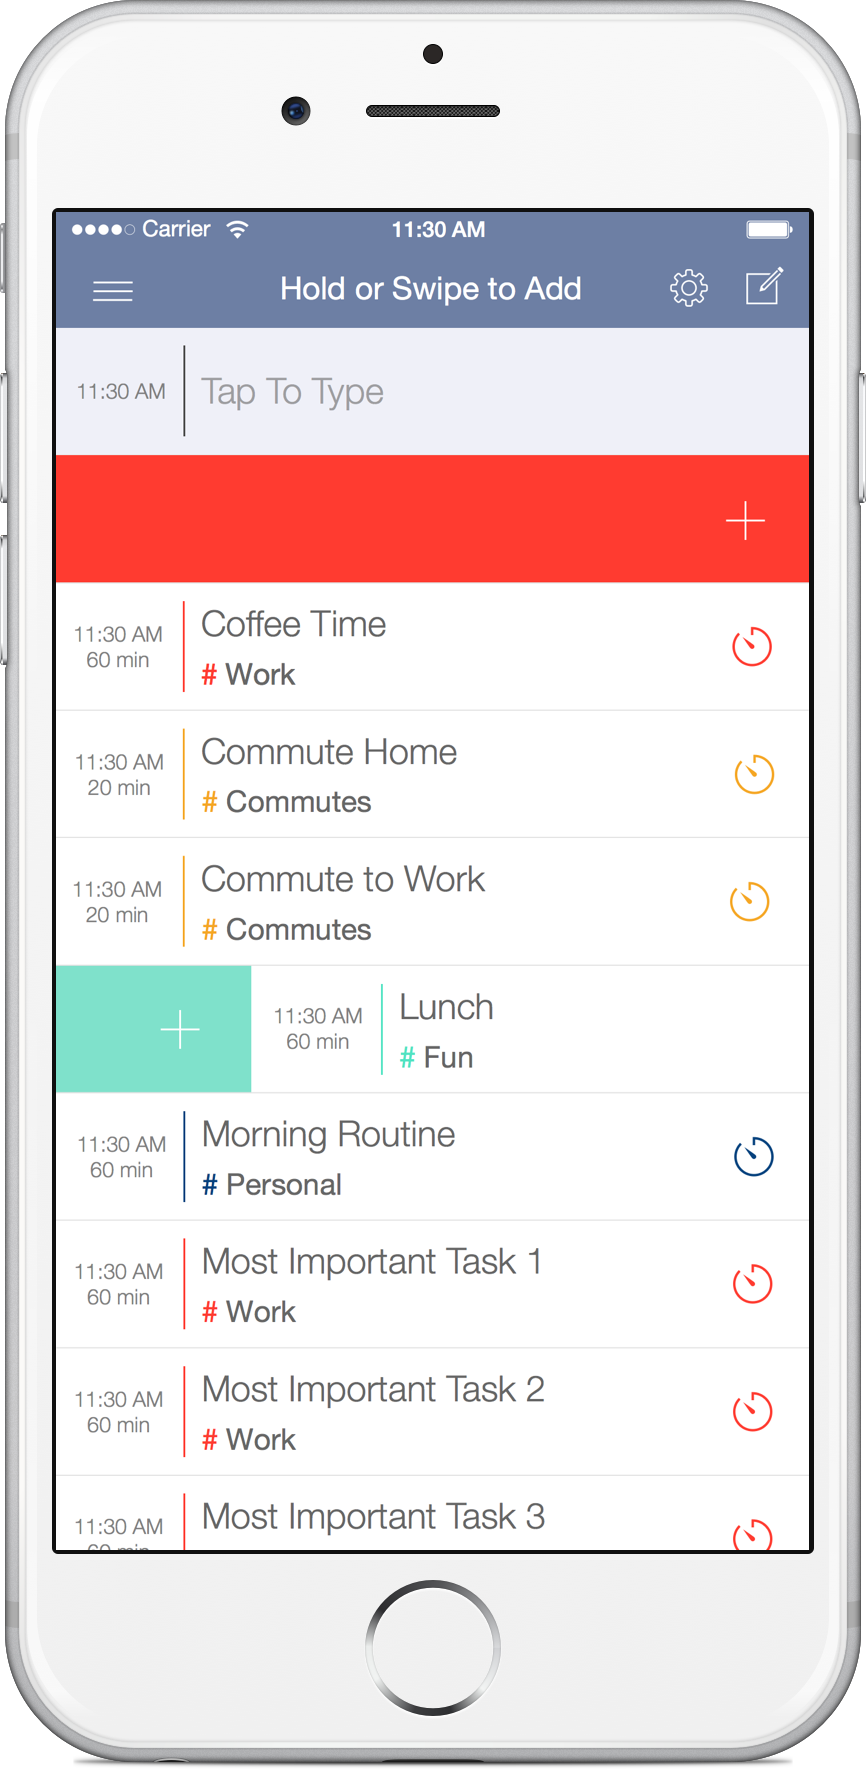 Carrier 11:30 AM
Hold or Swipe to Add
11:30 AM Tap To Type
Coffee Time
11:30 AM
60 min
# Work
Commute Home
11:30 AM
20 min
# Commutes
Commute to Work
11:30 AM
20 min
# Commutes
Lunch
11:30 AM
60 min
# Fun
Morning Routine
11:30 AM
60 min
# Personal
Most Important Task 1
11:30 AM
60 min
# Work
Most Important Task 2
11:30 AM
60 min
# Work
Most Important Task 3
11:30 AM
60 min